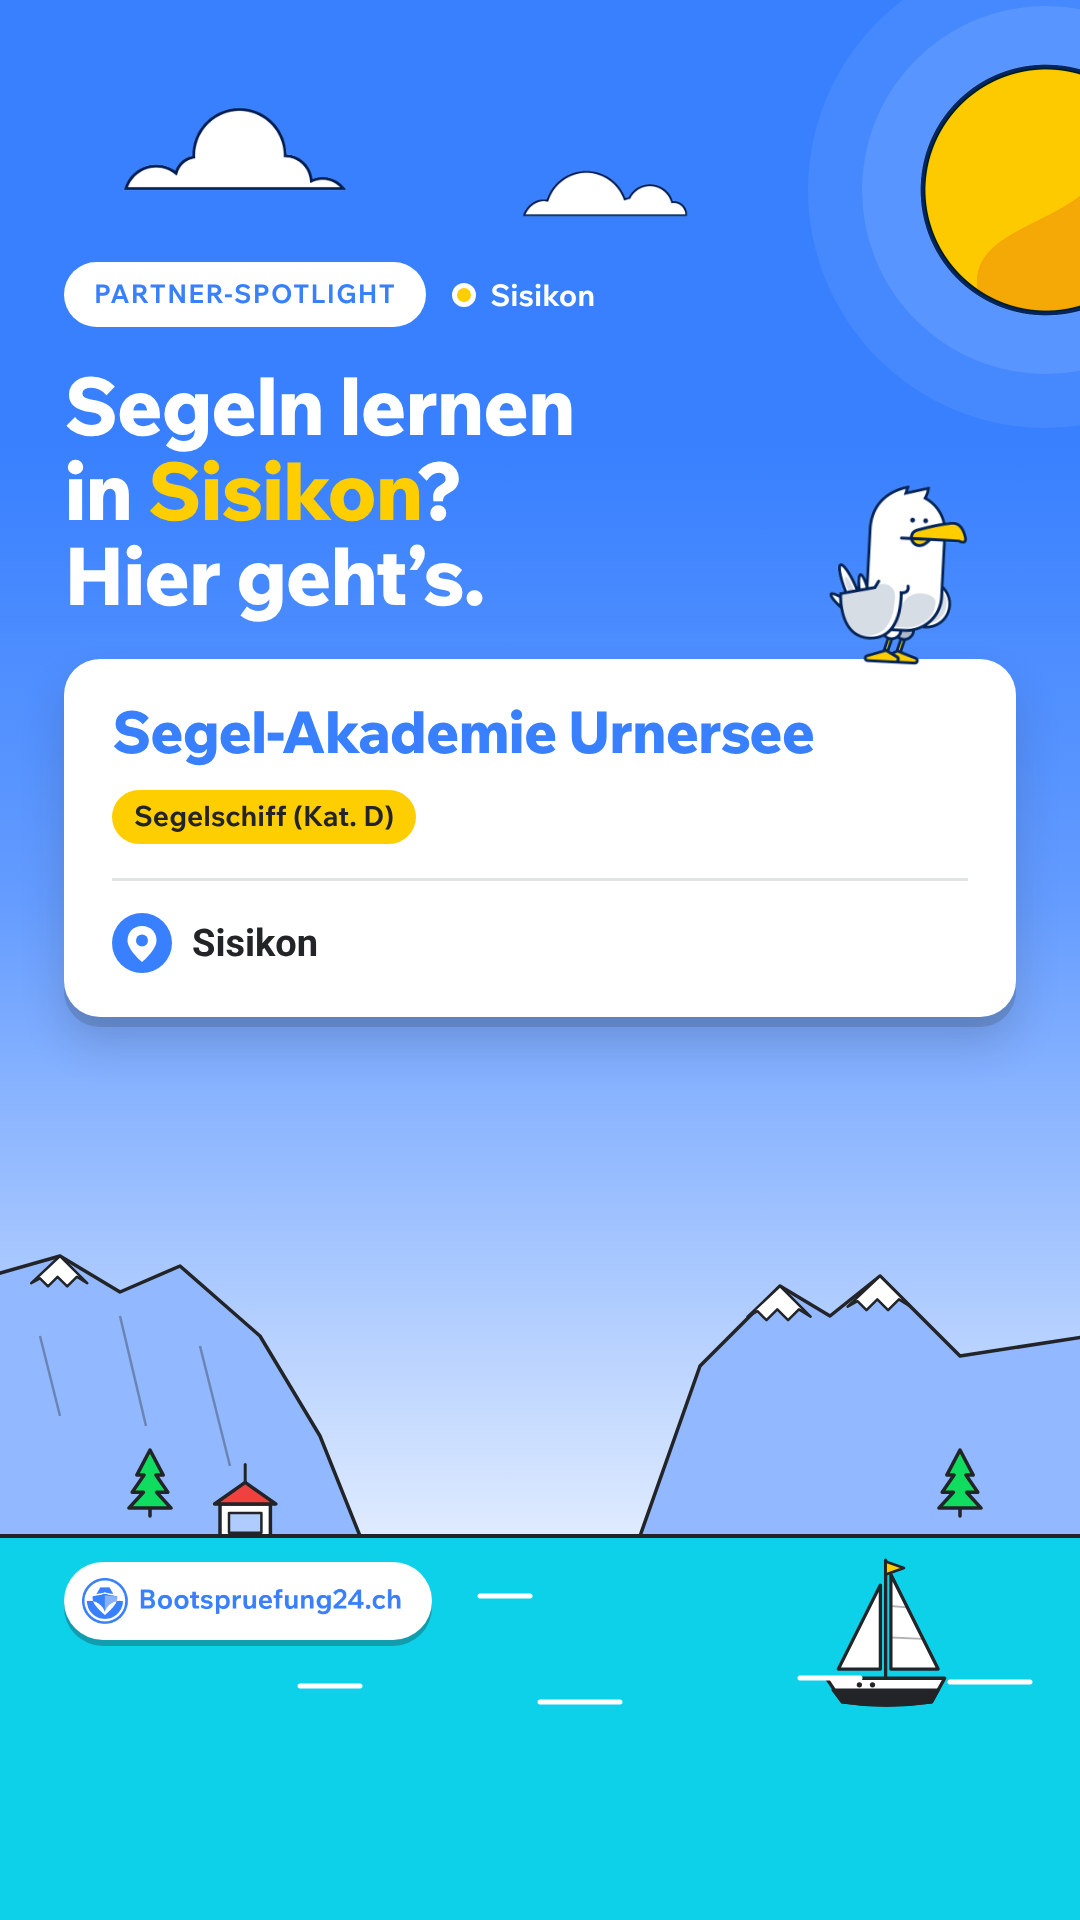 PARTNER-SPOTLIGHT
Sisikon
Segeln lernen
in Sisikon?
Hier geht’s.
Segel-Akademie Urnersee
Segelschiff (Kat. D)
Sisikon
Bootspruefung24.ch